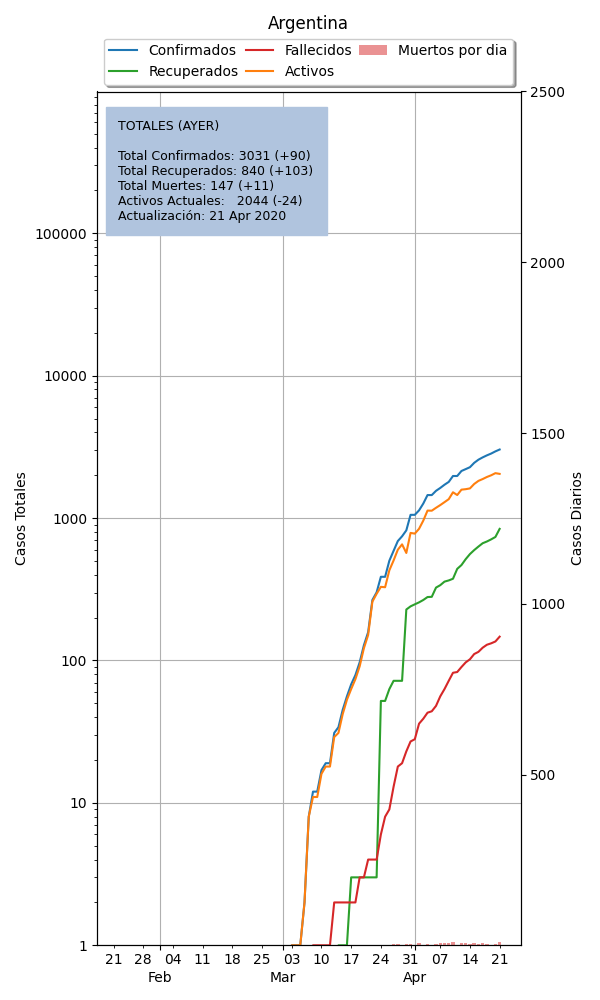 Argentina
Confirmados
Recuperados
Fallecidos
Activos
Muertos por dia
TOTALES (AYER)
Total Confirmados: 3031 (+90)
Total Recuperados: 840 (+103)
Total Muertes: 147 (+11)
Activos Actuales:   2044 (-24)
Actualización: 21 Apr 2020
Casos Totales
100000
10000
1000
100
10
1
2500
2000
1500
1000
500
Casos Diarios
21 28 04 11 18 25 03 10 17 24 31 07 14 21
Feb Mar Apr